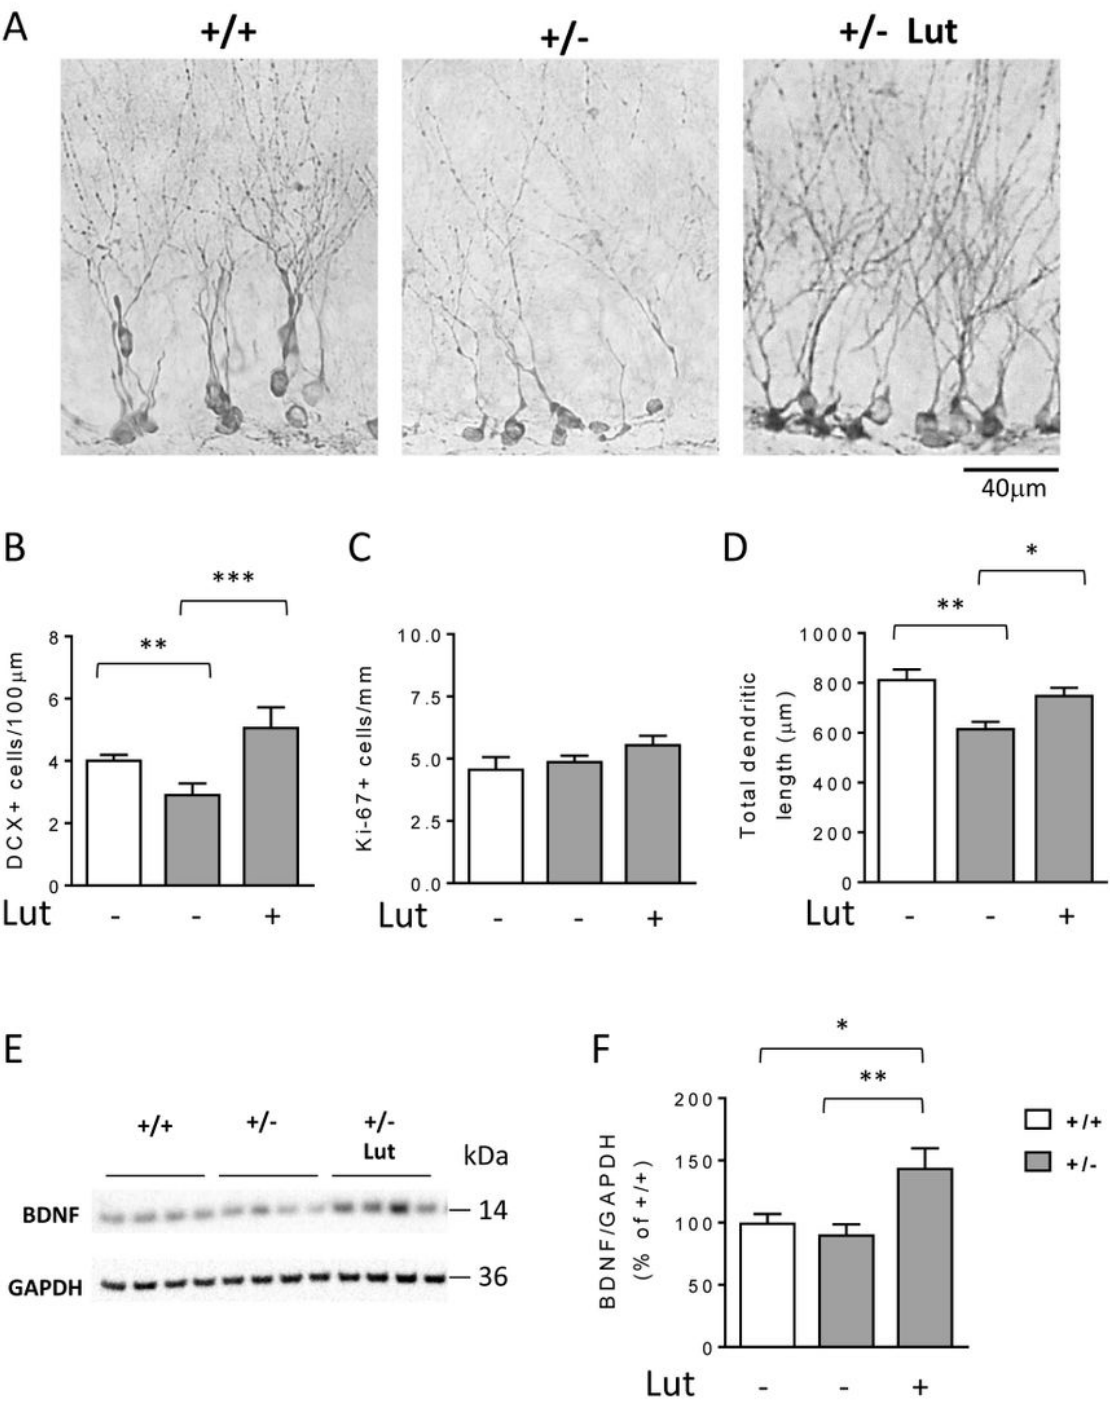 A
+/+ +/- +/- Lut
40μm
B
***
**
DCX+ cells/100μm
8
6
4
2
0
Lut - - +
C
Ki-67+ cells/mm
10.0
7.5
5.0
2.5
0.0
Lut - - +
D
*
**
Total dendritic
length (μm)
1000
800
600
400
200
0
Lut - - +
E
+/+ +/- +/-
Lut
kDa
BDNF 14
GAPDH 36
F
*
**
BDNF/GAPDH
(% of +/+)
200
150
100
50
0
Lut - - +
+/+
+/-